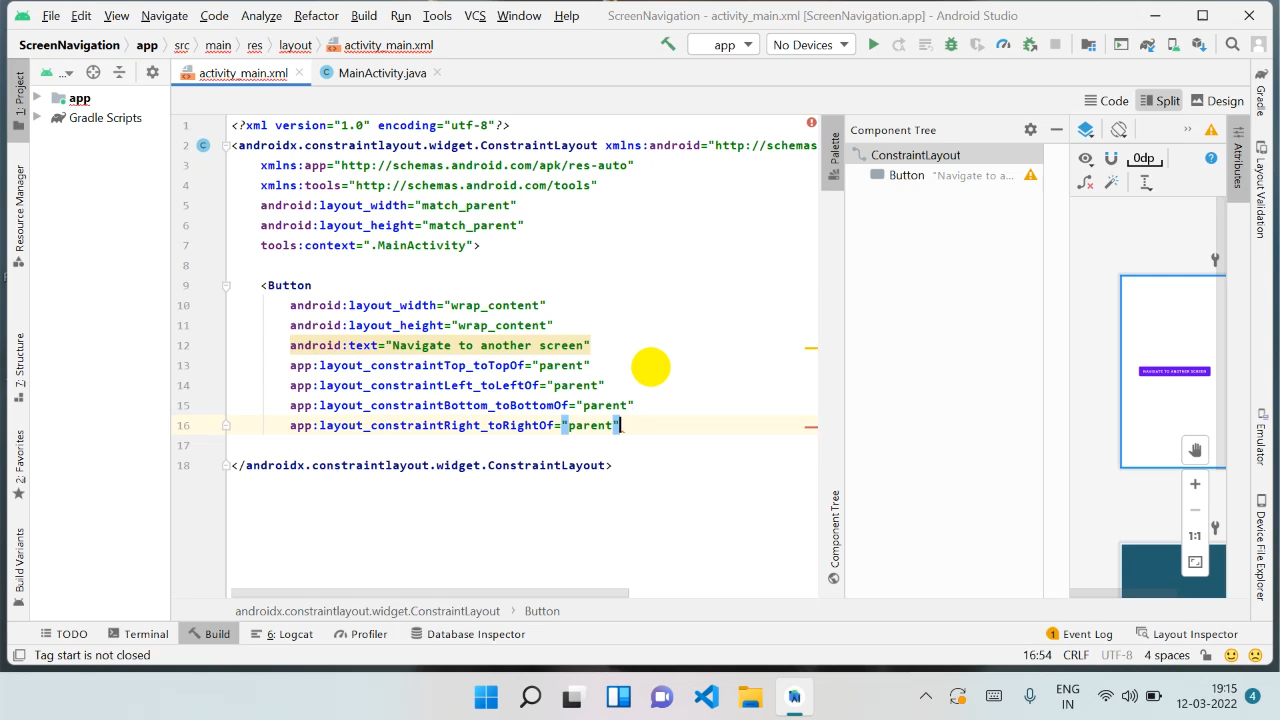 File Edit View Navigate Code Analyze Refactor Build Run Tools VCS Window Help ScreenNavigation - activity_main.xml [ScreenNavigation.app] - Android Studio
ScreenNavigation app src main res layout activity_main.xml app No Devices
activity_main.xml MainActivity.java
1: Project
app
Gradle Scripts
Resource Manager
7: Structure
2: Favorites
Build Variants
Code Split Design
1 <?xml version="1.0" encoding="utf-8"?>
2 <androidx.constraintlayout.widget.ConstraintLayout xmlns:android="http://schemas
3 xmlns:app="http://schemas.android.com/apk/res-auto"
4 xmlns:tools="http://schemas.android.com/tools"
5 android:layout_width="match_parent"
6 android:layout_height="match_parent"
7 tools:context=".MainActivity">
8
9 <Button
10 android:layout_width="wrap_content"
11 android:layout_height="wrap_content"
12 android:text="Navigate to another screen"
13 app:layout_constraintTop_toTopOf="parent"
14 app:layout_constraintLeft_toLeftOf="parent"
15 app:layout_constraintBottom_toBottomOf="parent"
16 app:layout_constraintRight_toRightOf="parent"
17
18 </androidx.constraintlayout.widget.ConstraintLayout>
androidx.constraintlayout.widget.ConstraintLayout › Button
Palette
Component Tree
Component Tree
ConstraintLayout
Button "Navigate to a...
0dp
NAVIGATE TO ANOTHER SCREEN
1:1
Attributes
Gradle
Layout Validation
Emulator
Device File Explorer
TODO Terminal Build 6: Logcat Profiler Database Inspector 1 Event Log Layout Inspector
Tag start is not closed 16:54 CRLF UTF-8 4 spaces
ENG
IN
19:15
12-03-2022
4